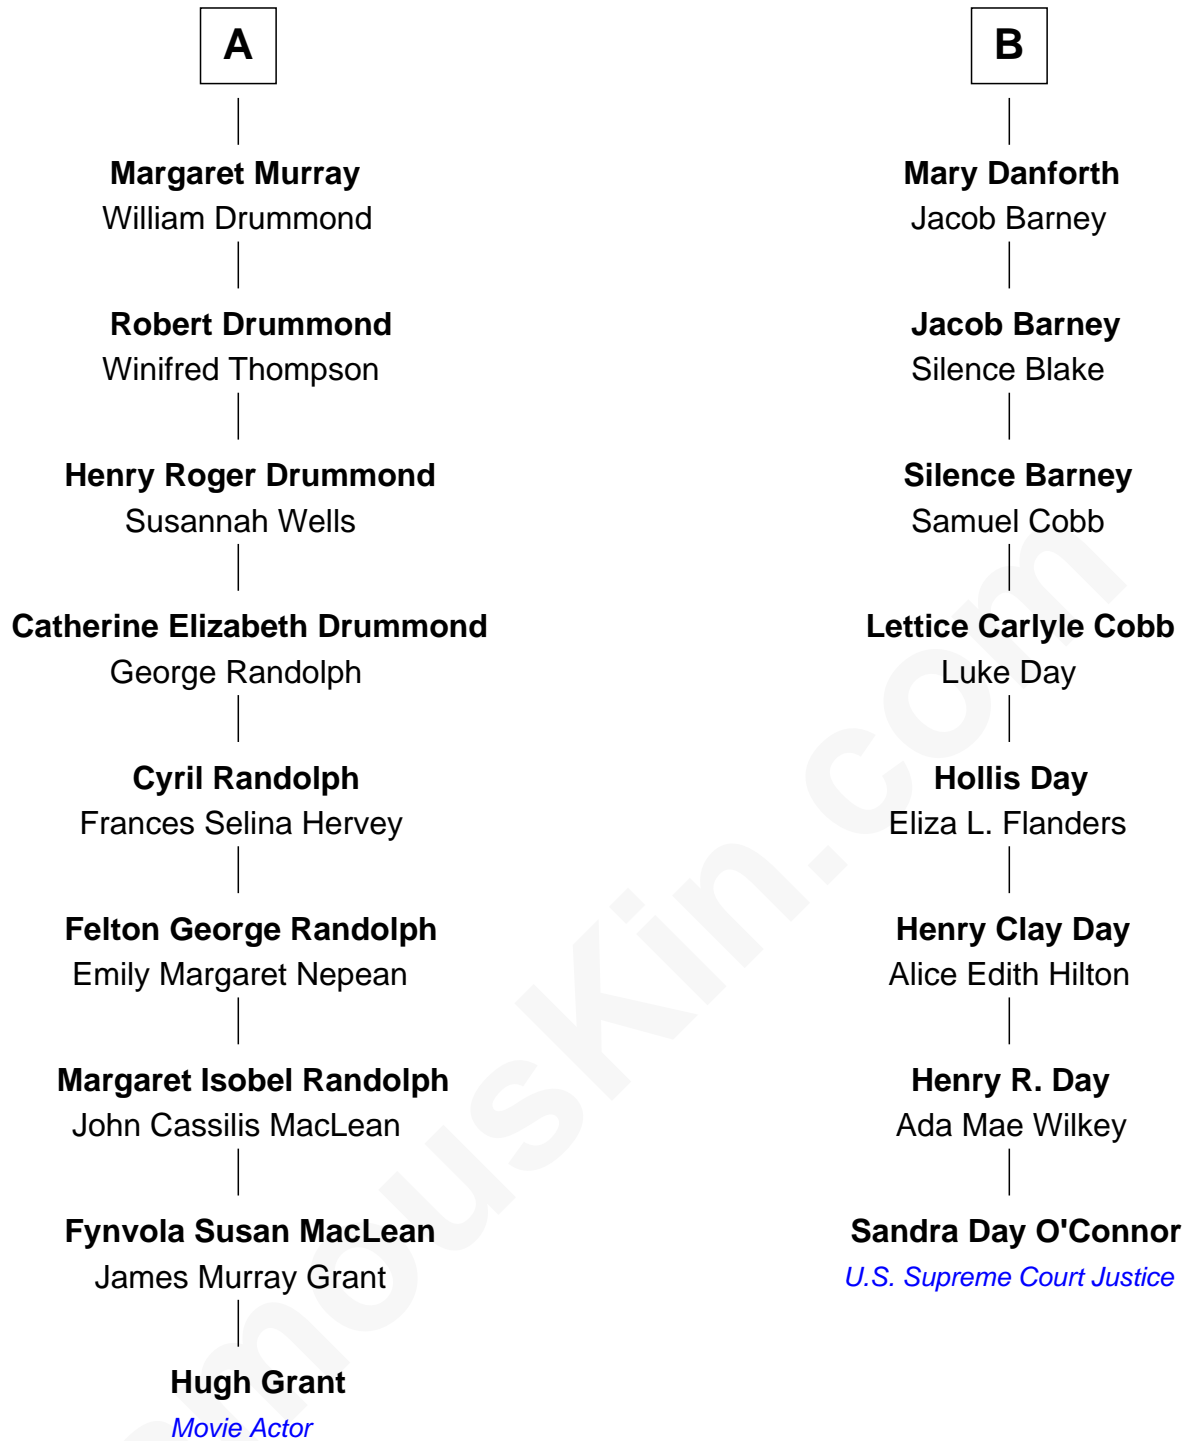 A
Margaret Murray
William Drummond
Robert Drummond
Winifred Thompson
Henry Roger Drummond
Susannah Wells
Catherine Elizabeth Drummond
George Randolph
Cyril Randolph
Frances Selina Hervey
Felton George Randolph
Emily Margaret Nepean
Margaret Isobel Randolph
John Cassilis MacLean
Fynvola Susan MacLean
James Murray Grant
Hugh Grant
Movie Actor
B
Mary Danforth
Jacob Barney
Jacob Barney
Silence Blake
Silence Barney
Samuel Cobb
Lettice Carlyle Cobb
Luke Day
Hollis Day
Eliza L. Flanders
Henry Clay Day
Alice Edith Hilton
Henry R. Day
Ada Mae Wilkey
Sandra Day O'Connor
U.S. Supreme Court Justice
mousKin.com